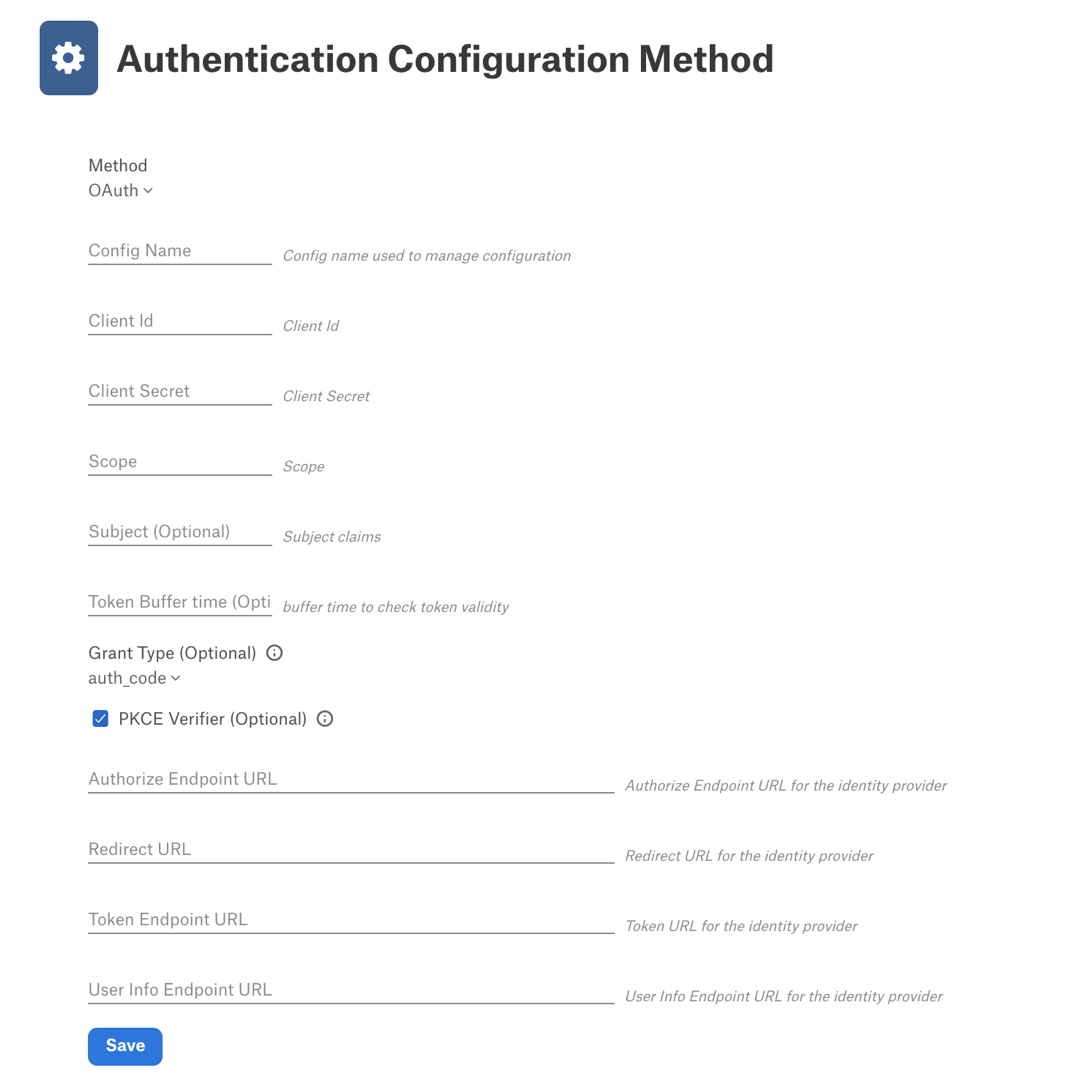 Authentication Configuration Method
Method
OAuth
Config Name Config name used to manage configuration
Client Id Client Id
Client Secret Client Secret
Scope Scope
Subject (Optional) Subject claims
Token Buffer time (Opti buffer time to check token validity
Grant Type (Optional)
auth_code
PKCE Verifier (Optional)
Authorize Endpoint URL Authorize Endpoint URL for the identity provider
Redirect URL Redirect URL for the identity provider
Token Endpoint URL Token URL for the identity provider
User Info Endpoint URL User Info Endpoint URL for the identity provider
Save